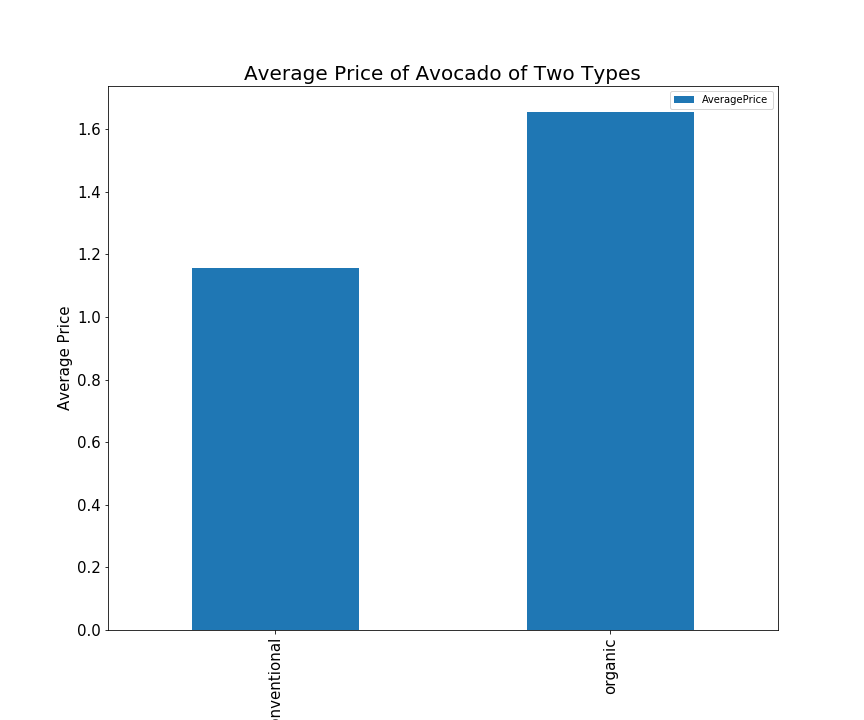 Average Price of Avocado of Two Types
AveragePrice
Average Price
1.6
1.4
1.2
1.0
0.8
0.6
0.4
0.2
0.0
onventional
organic